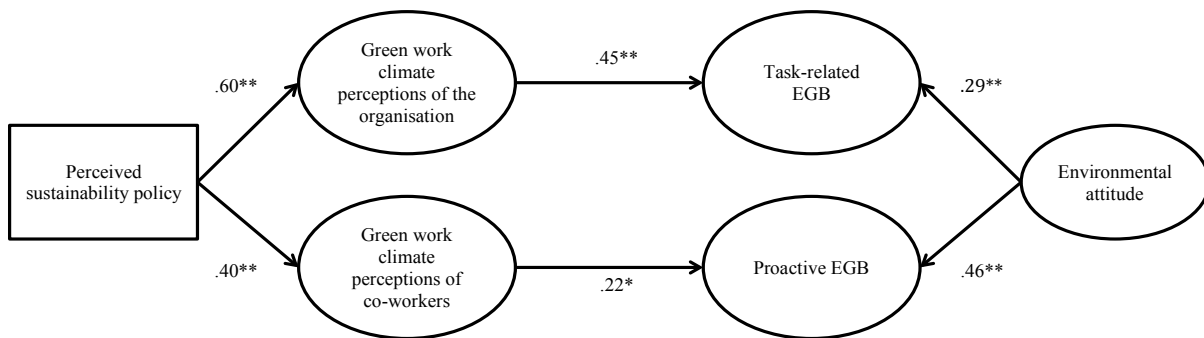 Green work
climate
perceptions of the
organisation
.45**
Task-related
EGB
.60**
.29**
Perceived
sustainability policy
Environmental
attitude
Green work
climate
perceptions of
co-workers
.40**
.22*
Proactive EGB
.46**